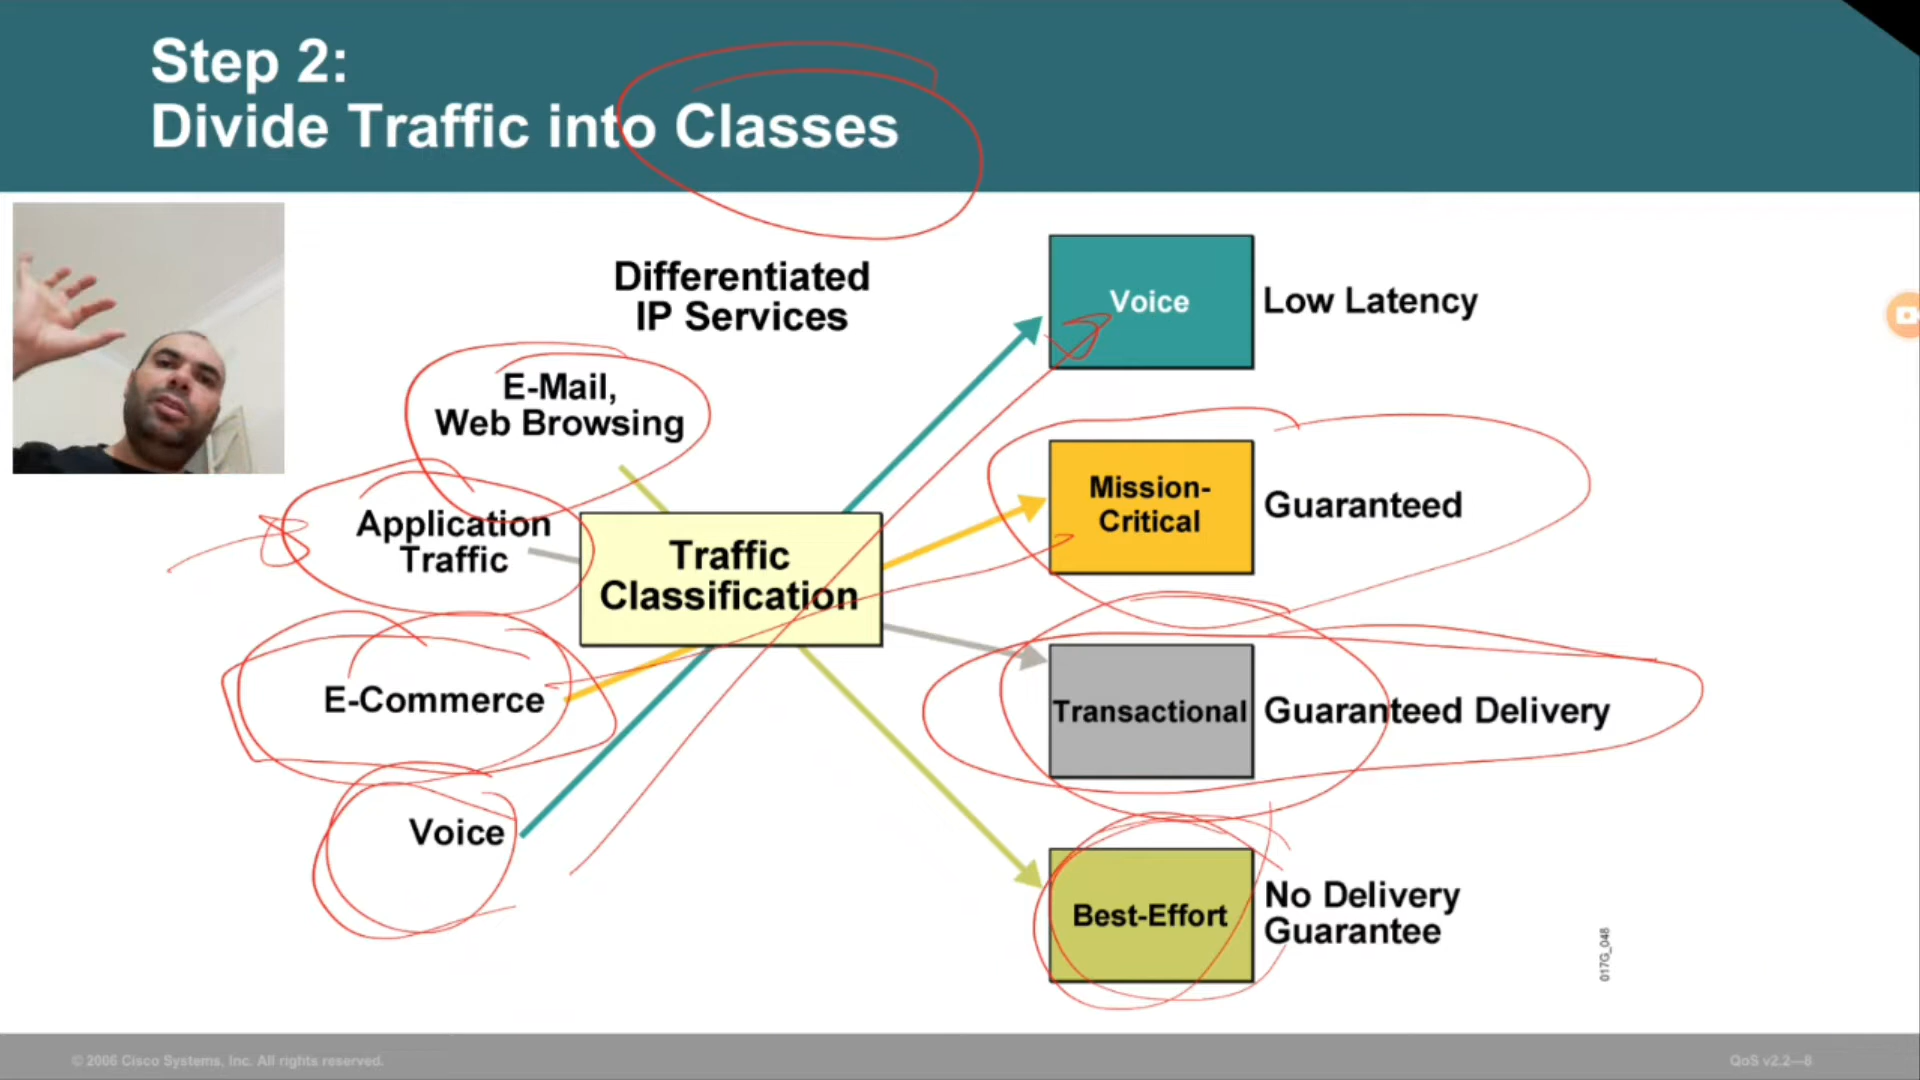 Step 2:
Divide Traffic into Classes
Differentiated
IP Services
E-Mail,
Web Browsing
Application
Traffic
E-Commerce
Voice
Traffic
Classification
Voice
Low Latency
Mission-
Critical
Guaranteed
Transactional
Guaranteed Delivery
Best-Effort
No Delivery
Guarantee
017G_048
© 2006 Cisco Systems, Inc. All rights reserved.
QoS v2.2—8